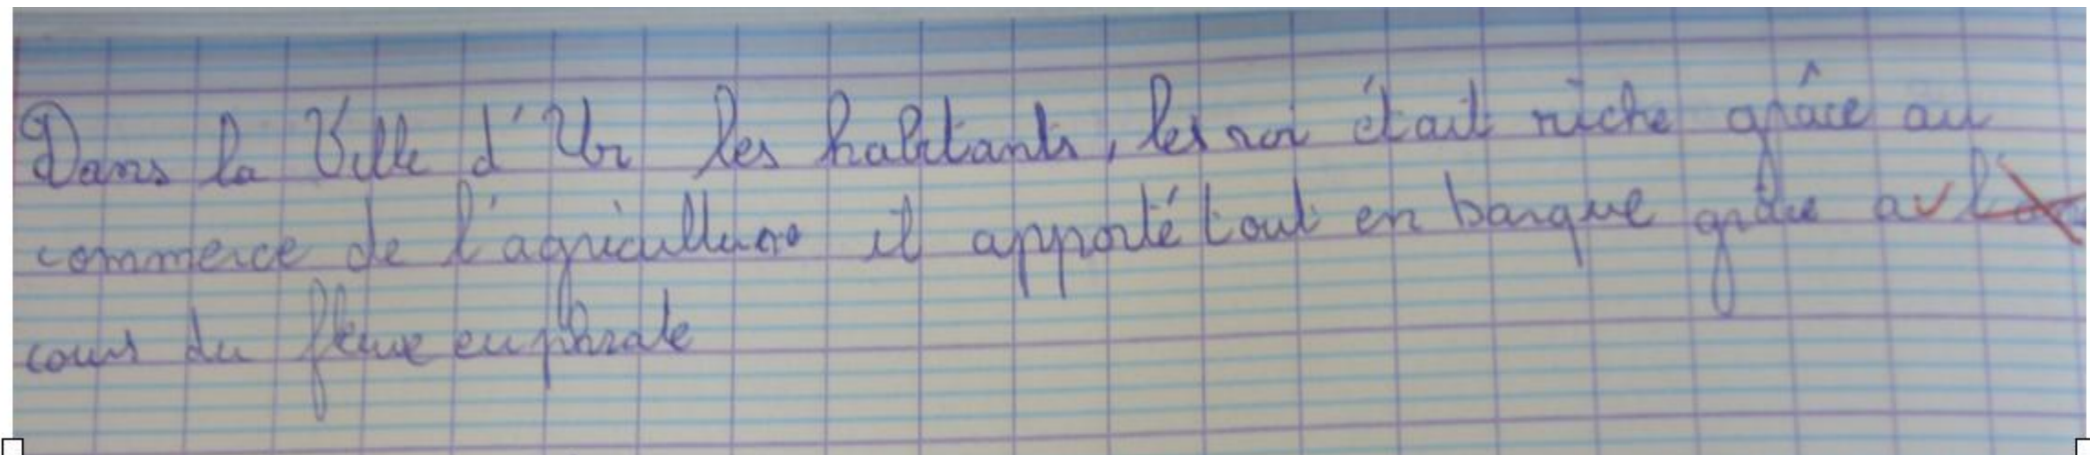 Dans la Ville d'Ur les habitants, les roi était riche grâce au
commerce de l'agriculture il apporté tout en barque grâce au
cours du fleuve euphrate